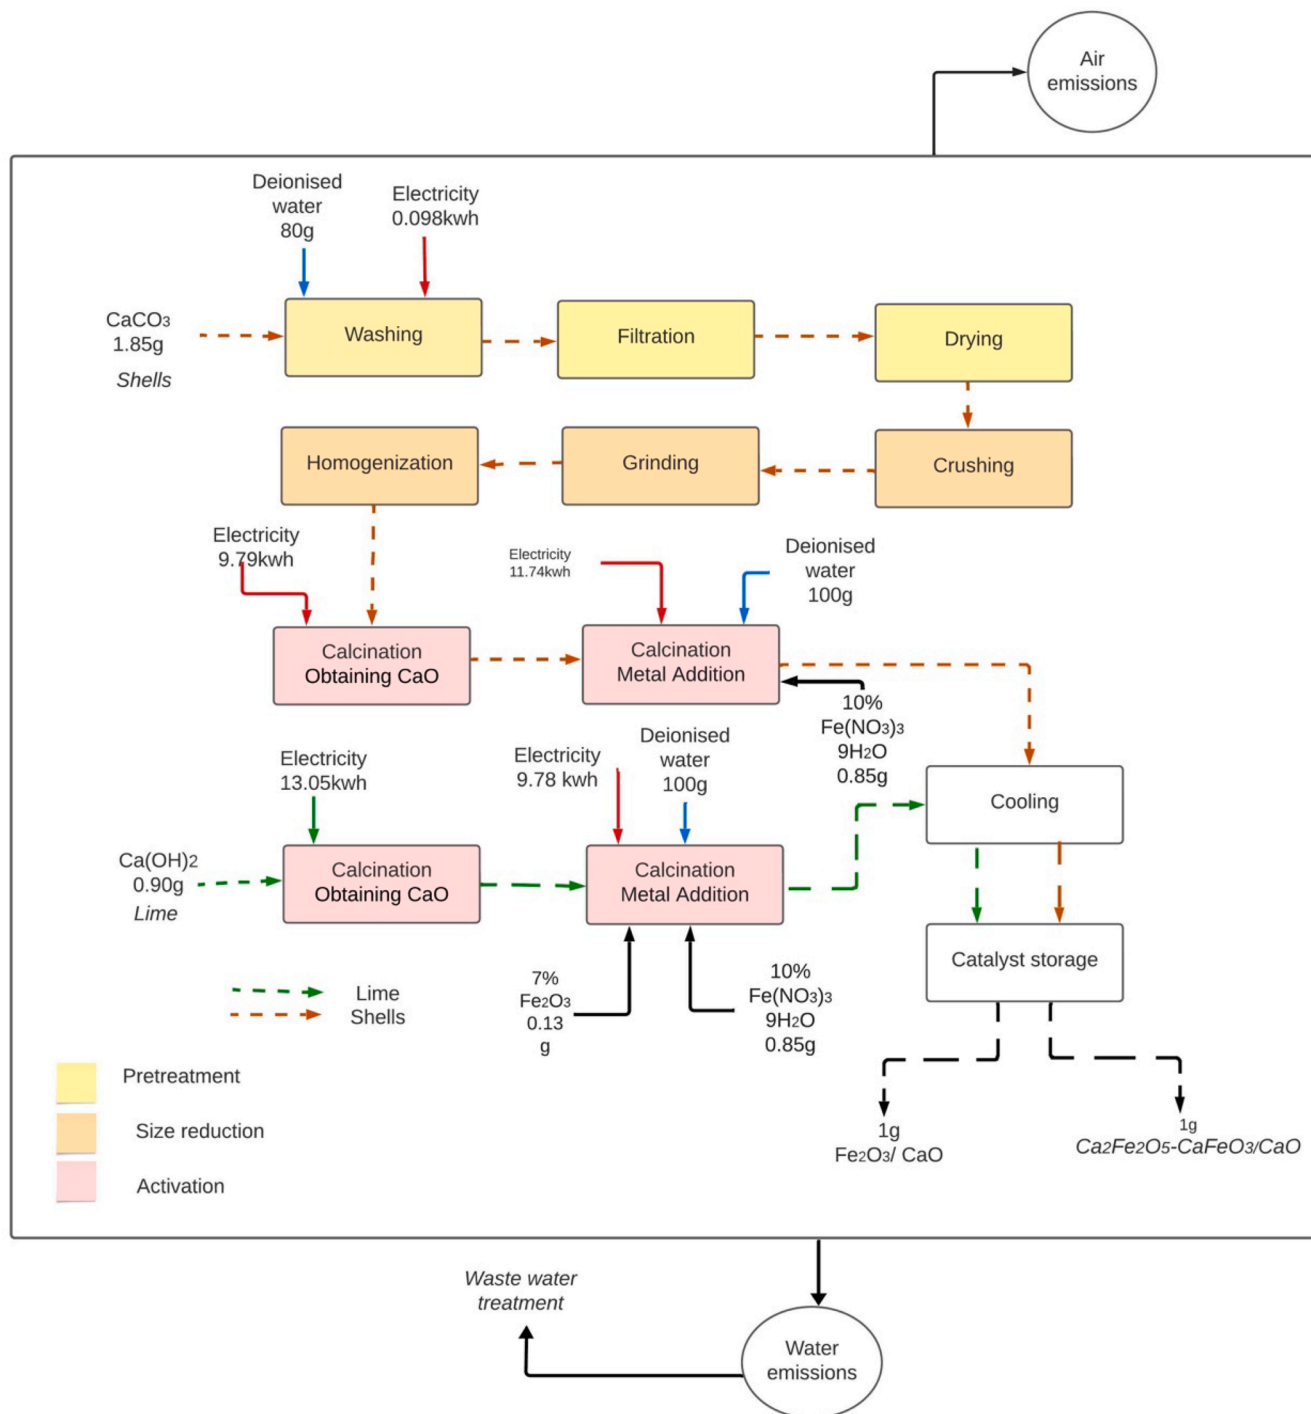 Air
emissions
Deionised
water
80g
Electricity
0.098kwh
CaCO3
1.85g
Shells
Washing
Filtration
Drying
Homogenization
Grinding
Crushing
Electricity
9.79kwh
Electricity
11.74kwh
Deionised
water
100g
Calcination
Obtaining CaO
Calcination
Metal Addition
10%
Fe(NO3)3
9H2O
0.85g
Electricity
13.05kwh
Electricity
9.78 kwh
Deionised
water
100g
Cooling
Ca(OH)2
0.90g
Lime
Calcination
Obtaining CaO
Calcination
Metal Addition
Catalyst storage
7%
Fe2O3
0.13
g
10%
Fe(NO3)3
9H2O
0.85g
Lime
Shells
Pretreatment
Size reduction
Activation
1g
Fe2O3/ CaO
1g
Ca2Fe2O5-CaFeO3/CaO
Waste water
treatment
Water
emissions